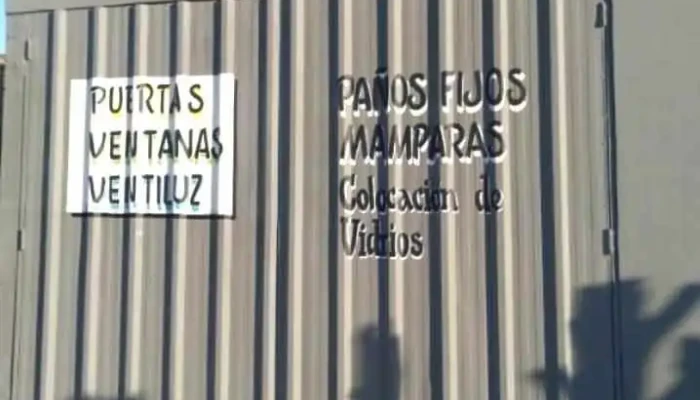 PUERTAS
VENTANAS
VENTILUZ
PAÑOS FIJOS
MAMPARAS
Colocación de
Vidrios